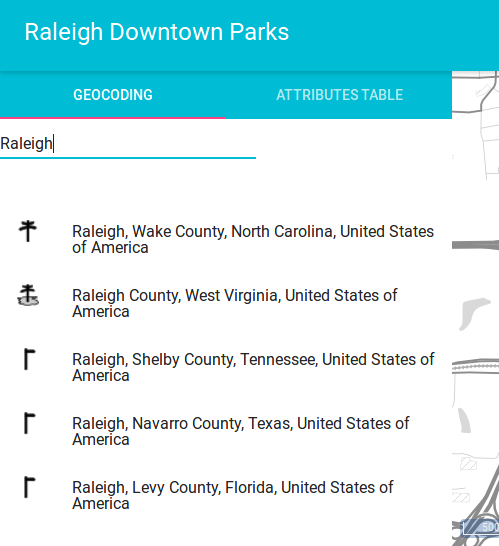 Raleigh Downtown Parks
GEOCODING
ATTRIBUTES TABLE
Raleigh
Raleigh, Wake County, North Carolina, United States
of America
Raleigh County, West Virginia, United States of
America
Raleigh, Shelby County, Tennessee, United States of
America
Raleigh, Navarro County, Texas, United States of
America
Raleigh, Levy County, Florida, United States of
America